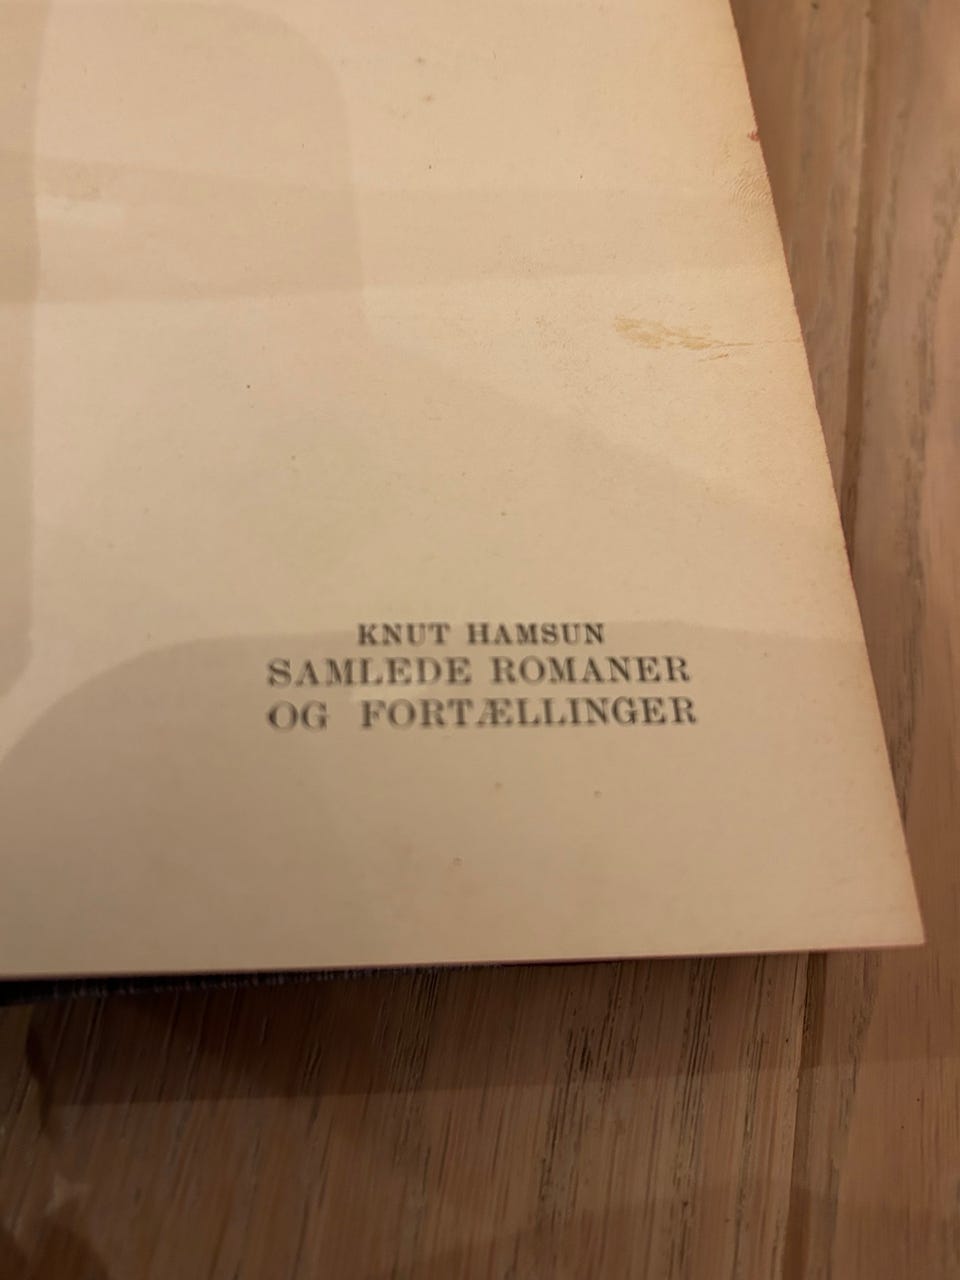 KNUT HAMSUN
SAMLEDE ROMANER
OG FORTÆLLINGER